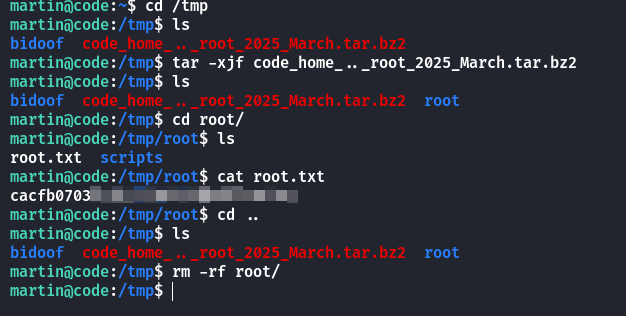 martin@code:~$ cd /tmp
martin@code:/tmp$ ls
bidoof  code_home_.._root_2025_March.tar.bz2
martin@code:/tmp$ tar -xjf code_home_.._root_2025_March.tar.bz2
martin@code:/tmp$ ls
bidoof  code_home_.._root_2025_March.tar.bz2  root
martin@code:/tmp$ cd root/
martin@code:/tmp/root$ ls
root.txt  scripts
martin@code:/tmp/root$ cat root.txt
cacfb0703
martin@code:/tmp/root$ cd ..
martin@code:/tmp$ ls
bidoof  code_home_.._root_2025_March.tar.bz2  root
martin@code:/tmp$ rm -rf root/
martin@code:/tmp$